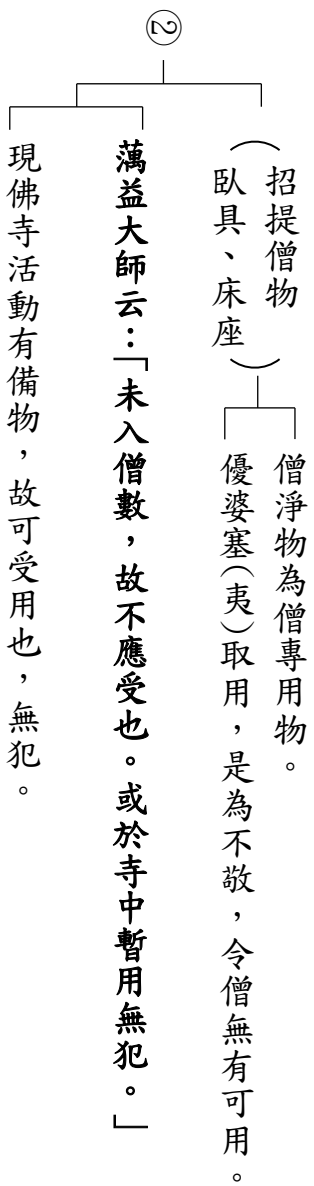 ②
(招提僧物
臥具、床座)
僧淨物為僧專用物。
優婆塞(夷)取用,是為不敬,令僧無有可用。
蕅益大師云:「未入僧數,故不應受也。或於寺中暫用無犯。」
現佛寺活動有備物,故可受用也,無犯。